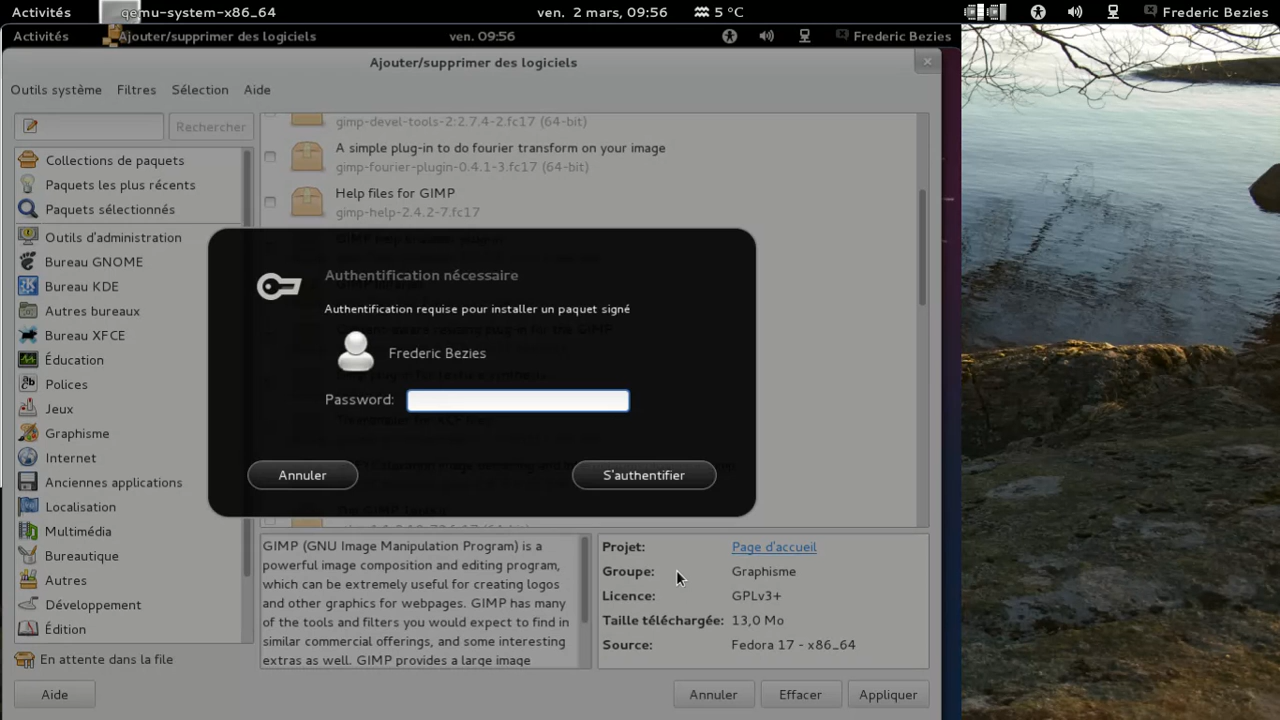 Activités qemu-system-x86_64 ven. 2 mars, 09:56 5 °C Frederic Bezies
Activités Ajouter/supprimer des logiciels ven. 09:56 Frederic Bezies
Ajouter/supprimer des logiciels
Outils système Filtres Sélection Aide
Rechercher
Collections de paquets
Paquets les plus récents
Paquets sélectionnés
Outils d'administration
Bureau GNOME
Bureau KDE
Autres bureaux
Bureau XFCE
Éducation
Polices
Jeux
Graphisme
Internet
Anciennes applications
Localisation
Multimédia
Bureautique
Autres
Développement
Édition
gimp-devel-tools-2:2.7.4-2.fc17 (64-bit)
A simple plug-in to do fourier transform on your image
gimp-fourier-plugin-0.4.1-3.fc17 (64-bit)
Help files for GIMP
gimp-help-2.4.2-7.fc17
Authentification nécessaire
Authentification requise pour installer un paquet signé
Frederic Bezies
Password:
Annuler S'authentifier
GIMP (GNU Image Manipulation Program) is a
powerful image composition and editing program,
which can be extremely useful for creating logos
and other graphics for webpages. GIMP has many
of the tools and filters you would expect to find in
similar commercial offerings, and some interesting
extras as well. GIMP provides a large image
Projet: Page d'accueil
Groupe: Graphisme
Licence: GPLv3+
Taille téléchargée: 13,0 Mo
Source: Fedora 17 - x86_64
En attente dans la file
Aide Annuler Effacer Appliquer